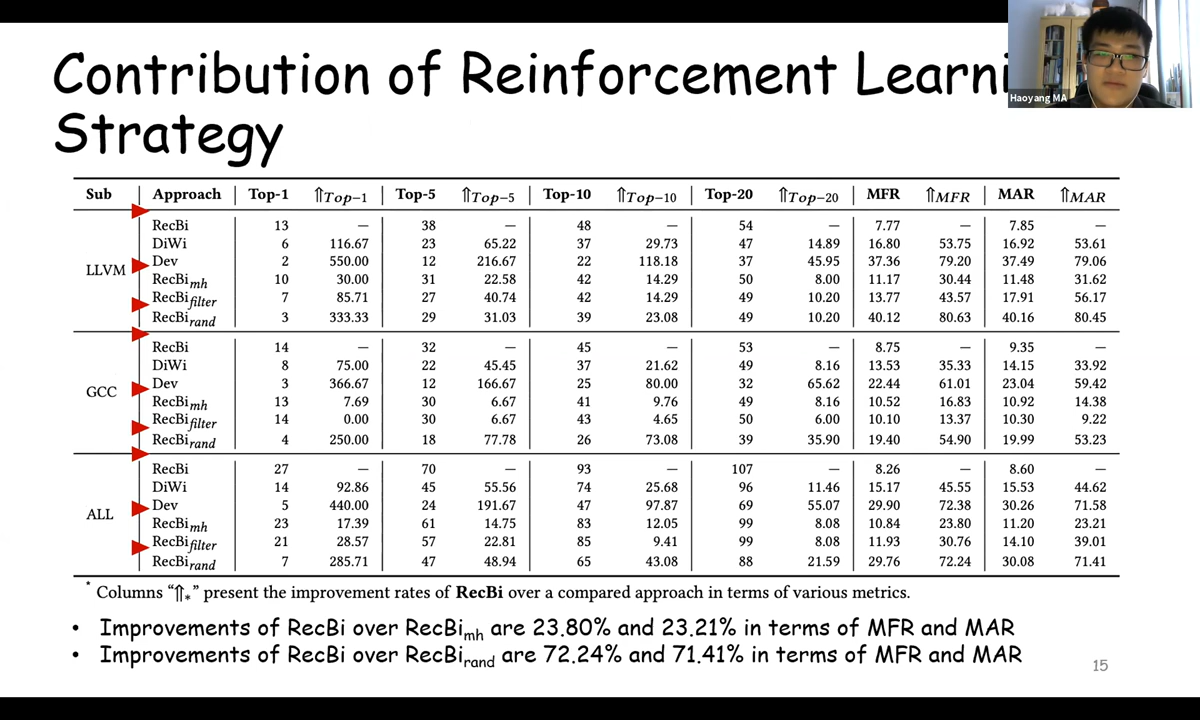 Contribution of Reinforcement Learni
Strategy
Haoyang MA
Sub Approach Top-1 ⇑Top−1 Top-5 ⇑Top−5 Top-10 ⇑Top−10 Top-20 ⇑Top−20 MFR ⇑MFR MAR ⇑MAR
LLVM
RecBi 13 — 38 — 48 — 54 — 7.77 — 7.85 —
DiWi 6 116.67 23 65.22 37 29.73 47 14.89 16.80 53.75 16.92 53.61
Dev 2 550.00 12 216.67 22 118.18 37 45.95 37.36 79.20 37.49 79.06
RecBimh 10 30.00 31 22.58 42 14.29 50 8.00 11.17 30.44 11.48 31.62
RecBifilter 7 85.71 27 40.74 42 14.29 49 10.20 13.77 43.57 17.91 56.17
RecBirand 3 333.33 29 31.03 39 23.08 49 10.20 40.12 80.63 40.16 80.45
GCC
RecBi 14 — 32 — 45 — 53 — 8.75 — 9.35 —
DiWi 8 75.00 22 45.45 37 21.62 49 8.16 13.53 35.33 14.15 33.92
Dev 3 366.67 12 166.67 25 80.00 32 65.62 22.44 61.01 23.04 59.42
RecBimh 13 7.69 30 6.67 41 9.76 49 8.16 10.52 16.83 10.92 14.38
RecBifilter 14 0.00 30 6.67 43 4.65 50 6.00 10.10 13.37 10.30 9.22
RecBirand 4 250.00 18 77.78 26 73.08 39 35.90 19.40 54.90 19.99 53.23
ALL
RecBi 27 — 70 — 93 — 107 — 8.26 — 8.60 —
DiWi 14 92.86 45 55.56 74 25.68 96 11.46 15.17 45.55 15.53 44.62
Dev 5 440.00 24 191.67 47 97.87 69 55.07 29.90 72.38 30.26 71.58
RecBimh 23 17.39 61 14.75 83 12.05 99 8.08 10.84 23.80 11.20 23.21
RecBifilter 21 28.57 57 22.81 85 9.41 99 8.08 11.93 30.76 14.10 39.01
RecBirand 7 285.71 47 48.94 65 43.08 88 21.59 29.76 72.24 30.08 71.41
* Columns “⇑*” present the improvement rates of RecBi over a compared approach in terms of various metrics.
• Improvements of RecBi over RecBimh are 23.80% and 23.21% in terms of MFR and MAR
• Improvements of RecBi over RecBirand are 72.24% and 71.41% in terms of MFR and MAR
15